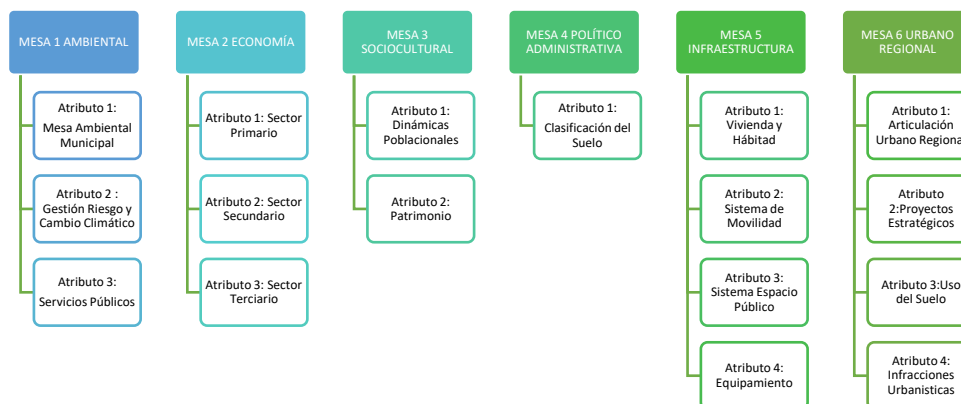 MESA 1 AMBIENTAL
Atributo 1:
Mesa Ambiental
Municipal
Atributo 2 :
Gestión Riesgo y
Cambio Climático
Atributo 3:
Servicios Públicos
MESA 2 ECONOMÍA
Atributo 1: Sector
Primario
Atributo 2: Sector
Secundario
Atributo 3: Sector
Terciario
MESA 3
SOCIOCULTURAL
Atributo 1:
Dinámicas
Poblacionales
Atributo 2:
Patrimonio
MESA 4 POLÍTICO
ADMINISTRATIVA
Atributo 1:
Clasificación del
Suelo
MESA 5
INFRAESTRUCTURA
Atributo 1:
Vivienda y
Hábitad
Atributo 2:
Sistema de
Movilidad
Atributo 3:
Sistema Espacio
Público
Atributo 4:
Equipamiento
MESA 6 URBANO
REGIONAL
Atributo 1:
Articulación
Urbano Regional
Atributo
2:Proyectos
Estratégicos
Atributo 3:Uso
del Suelo
Atributo 4:
Infracciones
Urbanisticas